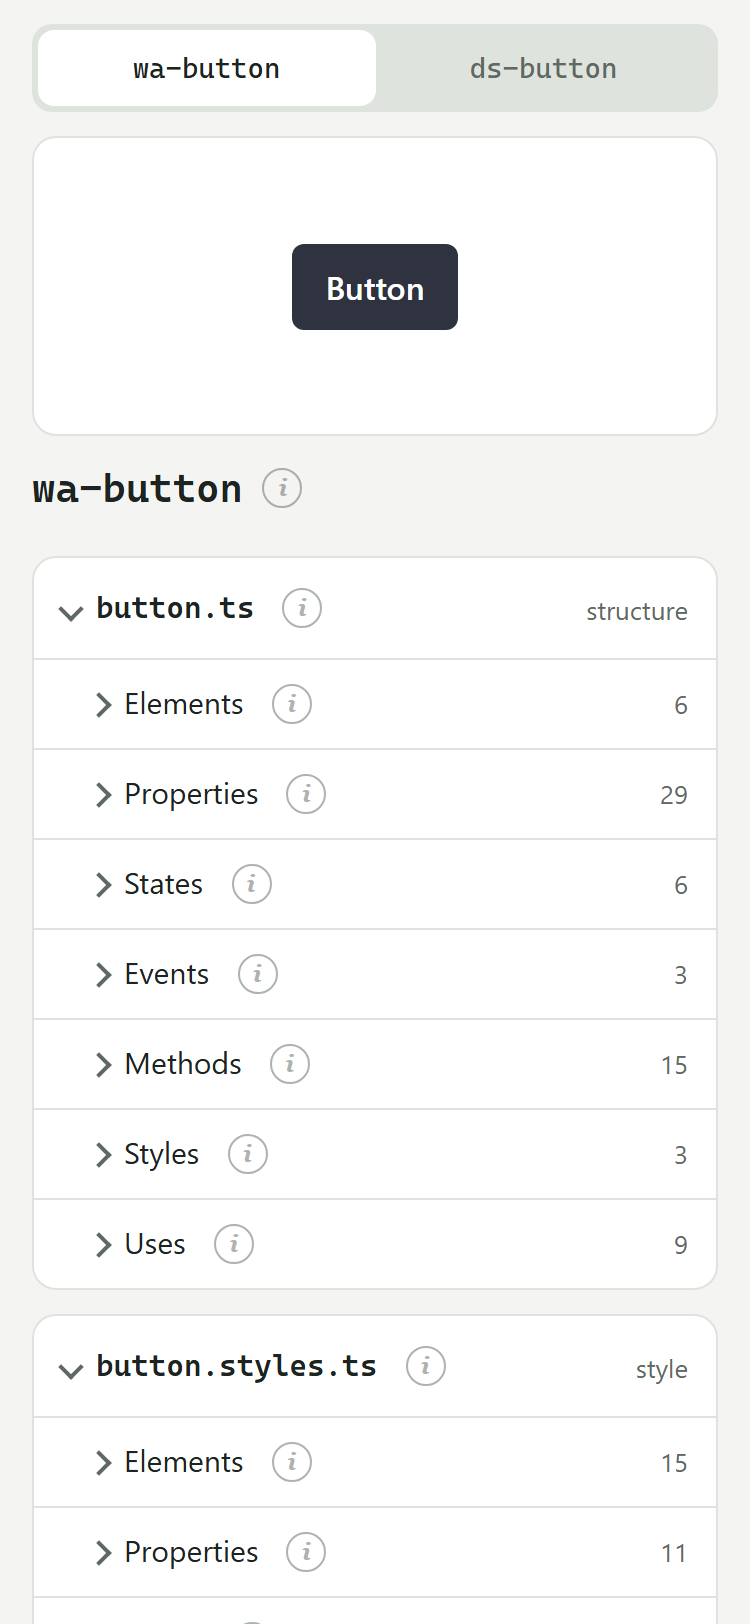 wa-button ds-button
Button
wa-button i
button.ts i structure
Elements i 6
Properties i 29
States i 6
Events i 3
Methods i 15
Styles i 3
Uses i 9
button.styles.ts i style
Elements i 15
Properties i 11